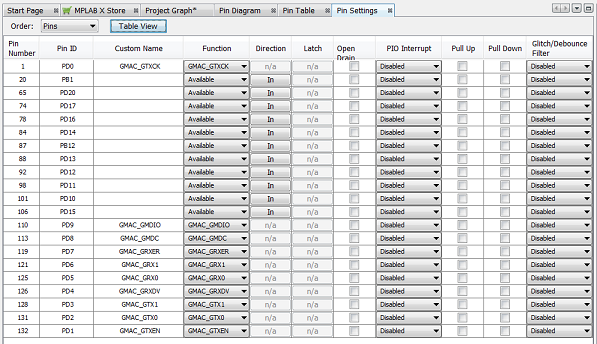 Start Page MPLAB X Store Project Graph* Pin Diagram Pin Table Pin Settings
Order: Pins Table View
Pin Number Pin ID Custom Name Function Direction Latch Open Drain PIO Interrupt Pull Up Pull Down Glitch/Debounce Filter
1 PD0 GMAC_GTXCK GMAC_GTXCK n/a n/a Disabled Disabled
20 PB1 Available In n/a Disabled Disabled
65 PD20 Available In n/a Disabled Disabled
74 PD17 Available In n/a Disabled Disabled
78 PD16 Available In n/a Disabled Disabled
84 PD14 Available In n/a Disabled Disabled
87 PB12 Available In n/a Disabled Disabled
88 PD13 Available In n/a Disabled Disabled
92 PD12 Available In n/a Disabled Disabled
98 PD11 Available In n/a Disabled Disabled
101 PD10 Available In n/a Disabled Disabled
106 PD15 Available In n/a Disabled Disabled
110 PD9 GMAC_GMDIO GMAC_GMDIO n/a n/a Disabled Disabled
113 PD8 GMAC_GMDC GMAC_GMDC n/a n/a Disabled Disabled
119 PD7 GMAC_GRXER GMAC_GRXER n/a n/a Disabled Disabled
121 PD6 GMAC_GRX1 GMAC_GRX1 n/a n/a Disabled Disabled
125 PD5 GMAC_GRX0 GMAC_GRX0 n/a n/a Disabled Disabled
126 PD4 GMAC_GRXDV GMAC_GRXDV n/a n/a Disabled Disabled
128 PD3 GMAC_GTX1 GMAC_GTX1 n/a n/a Disabled Disabled
131 PD2 GMAC_GTX0 GMAC_GTX0 n/a n/a Disabled Disabled
132 PD1 GMAC_GTXEN GMAC_GTXEN n/a n/a Disabled Disabled